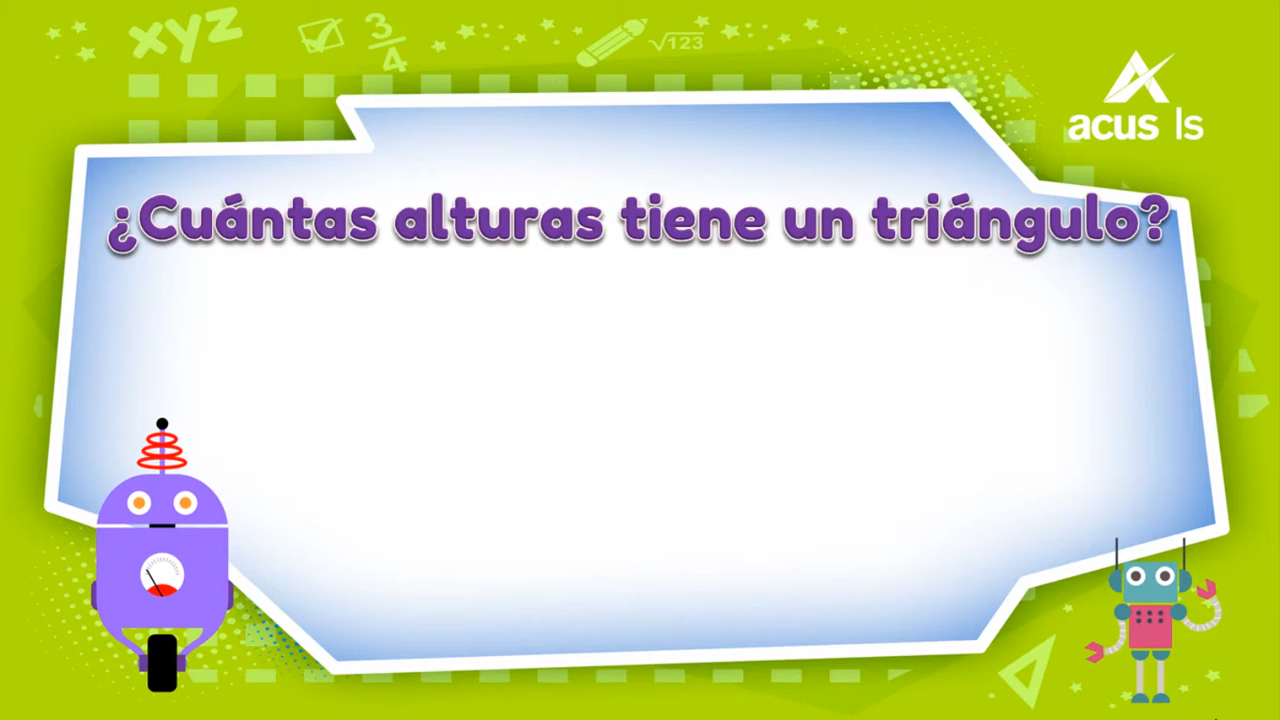 xyz
3
4
√123
acus ls
¿Cuántas alturas tiene un triángulo?